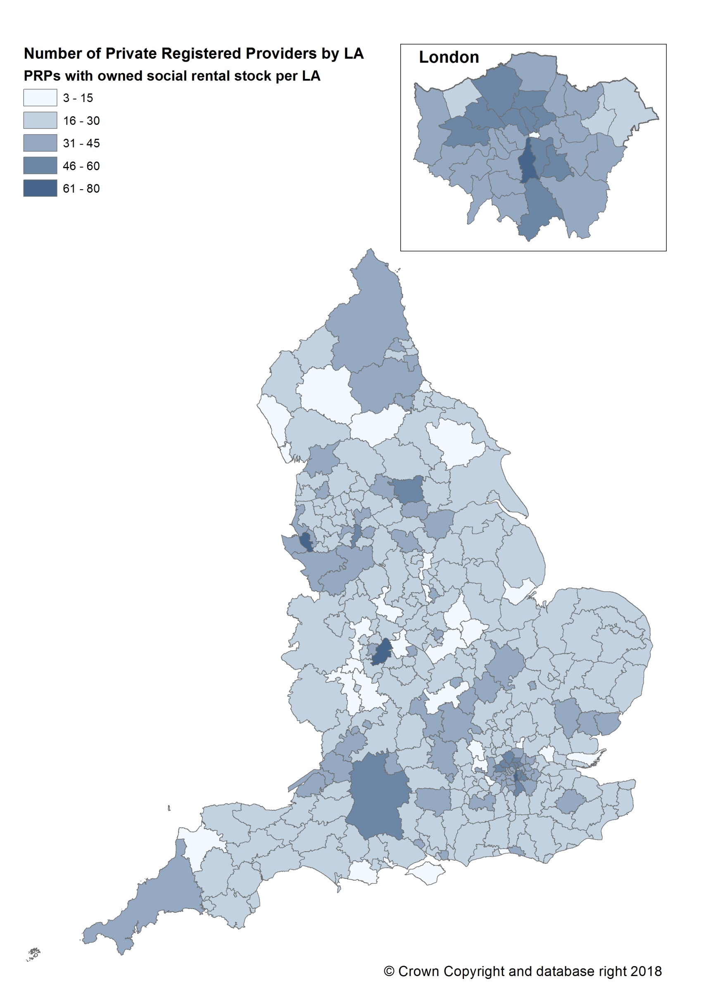 Number of Private Registered Providers by LA
PRPs with owned social rental stock per LA
3 - 15
16 - 30
31 - 45
46 - 60
61 - 80
London
© Crown Copyright and database right 2018